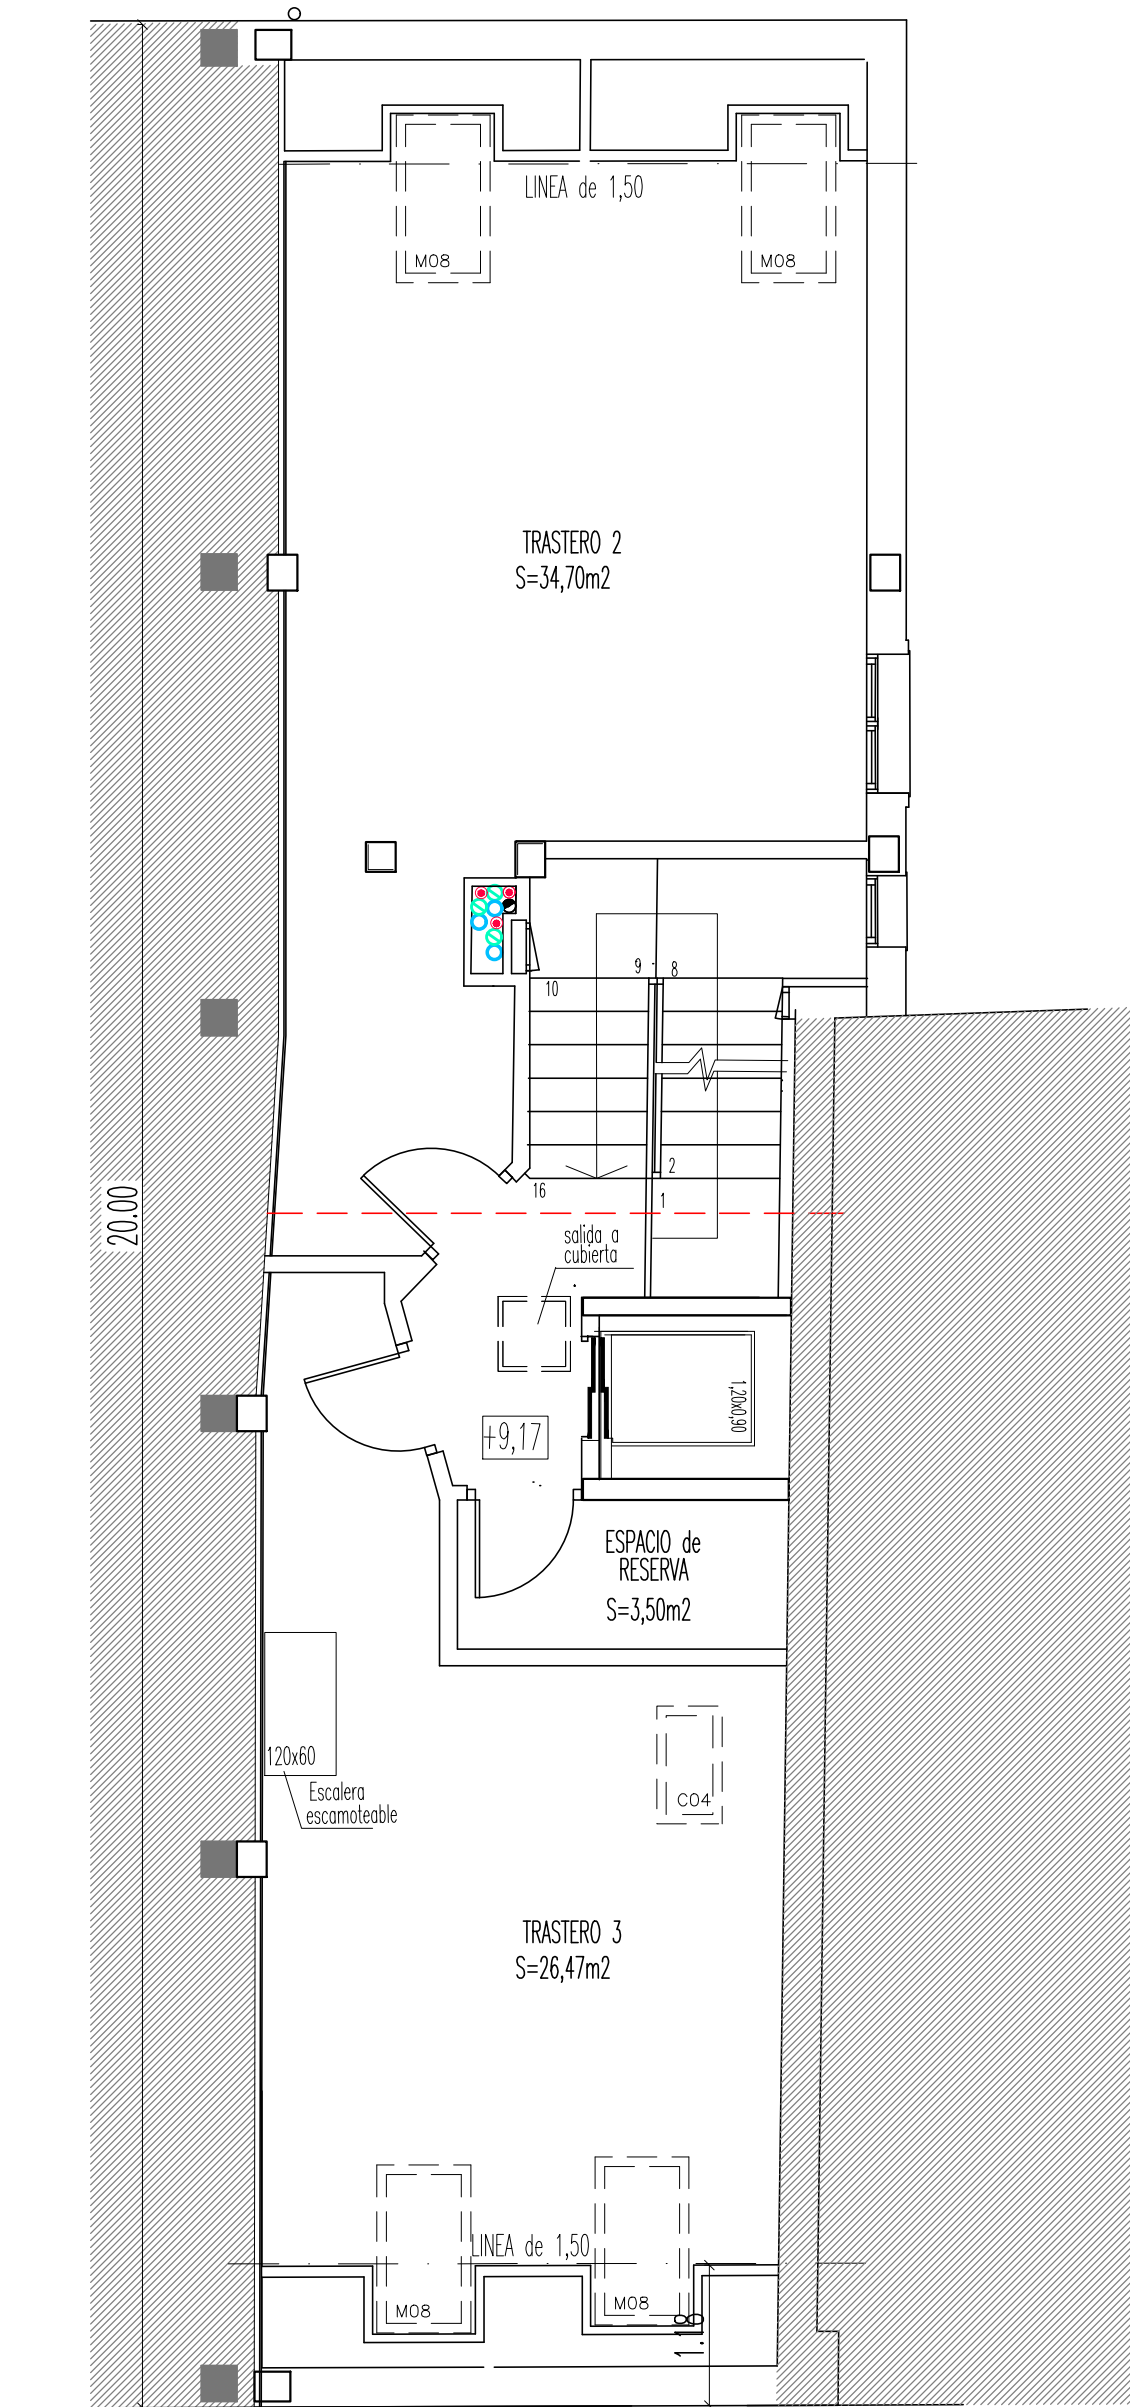 LINEA de 1,50
M08
M08
TRASTERO 2
S=34,70m2
9
8
10
2
16
1
20.00
salida a
cubierta
1,20x0,90
+9,17
ESPACIO de
RESERVA
S=3,50m2
120x60
Escalera
escamoteable
C04
TRASTERO 3
S=26,47m2
LINEA de 1,50
M08
M08
1.18